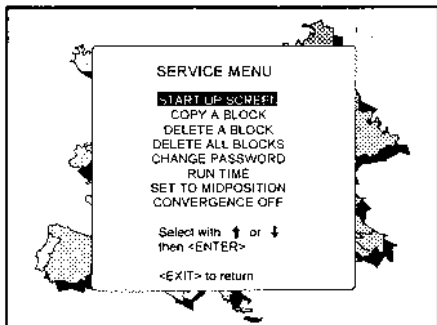 SERVICE MENU
START UP SCREEN
COPY A BLOCK
DELETE A BLOCK
DELETE ALL BLOCKS
CHANGE PASSWORD
RUN TIME
SET TO MIDPOSITION
CONVERGENCE OFF
Select with ↑ or ↓
then <ENTER>
<EXIT> to return